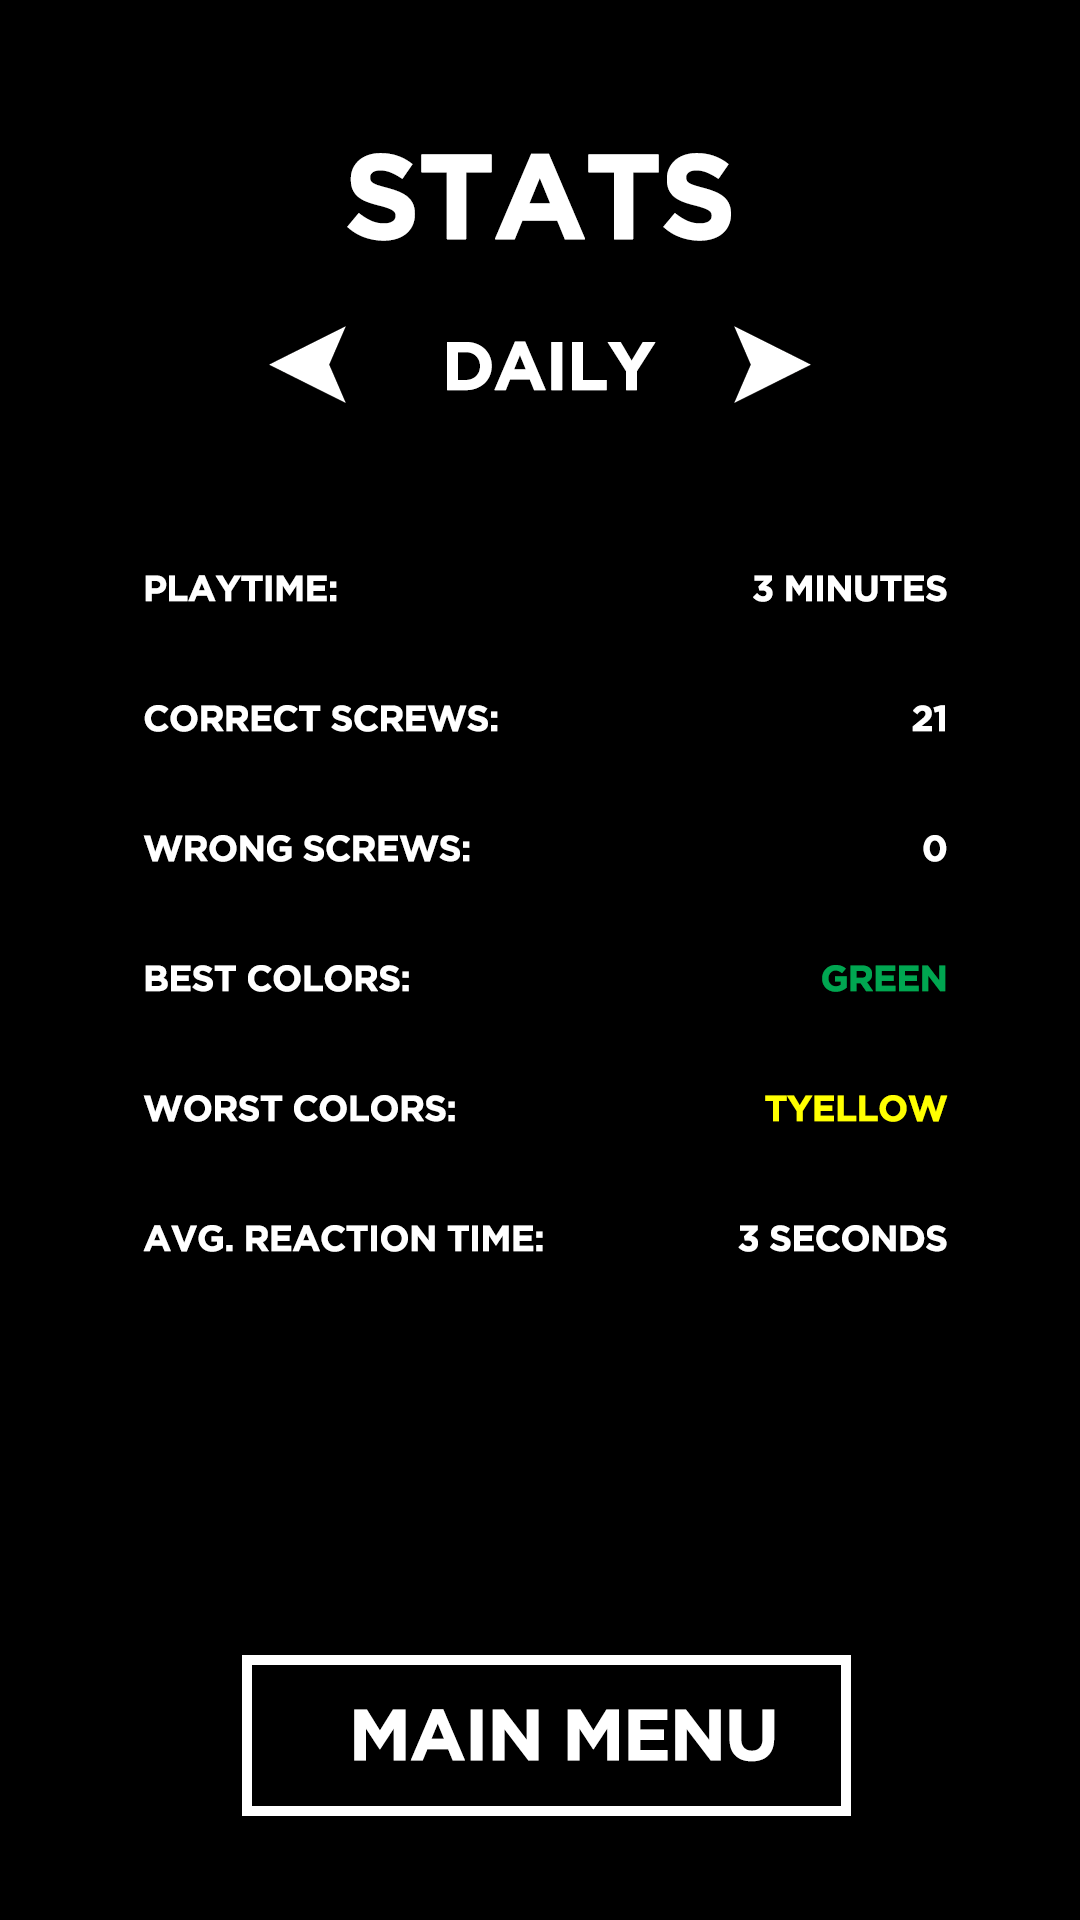 STATS
DAILY
PLAYTIME: 3 MINUTES
CORRECT SCREWS: 21
WRONG SCREWS: 0
BEST COLORS: GREEN
WORST COLORS: TYELLOW
AVG. REACTION TIME: 3 SECONDS
MAIN MENU